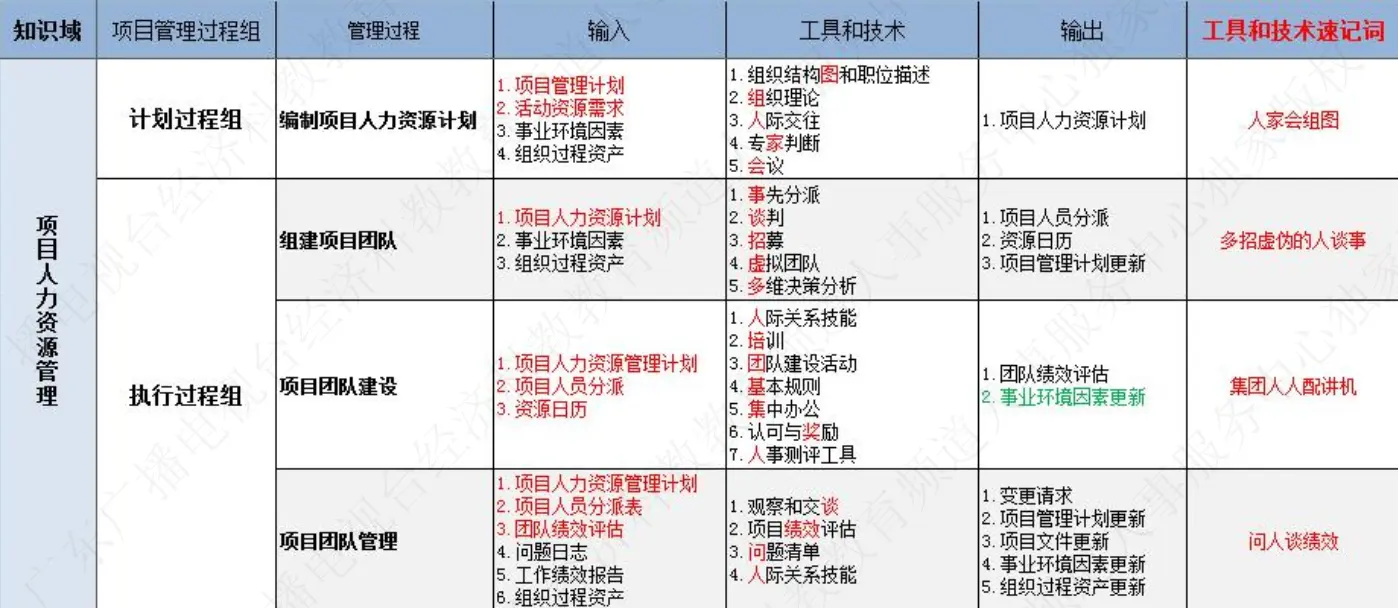 知识域 项目管理过程组 管理过程 输入 工具和技术 输出 工具和技术速记词
项目人力资源管理
计划过程组
编制项目人力资源计划
1. 项目管理计划
2. 活动资源需求
3. 事业环境因素
4. 组织过程资产
1. 组织结构图和职位描述
2. 组织理论
3. 人际交往
4. 专家判断
5. 会议
1. 项目人力资源计划
人家会组图
执行过程组
组建项目团队
1. 项目人力资源计划
2. 事业环境因素
3. 组织过程资产
1. 事先分派
2. 谈判
3. 招募
4. 虚拟团队
5. 多维决策分析
1. 项目人员分派
2. 资源日历
3. 项目管理计划更新
多招虚伪的人谈事
项目团队建设
1. 项目人力资源管理计划
2. 项目人员分派
3. 资源日历
1. 人际关系技能
2. 培训
3. 团队建设活动
4. 基本规则
5. 集中办公
6. 认可与奖励
7. 人事测评工具
1. 团队绩效评估
2. 事业环境因素更新
集团人人配讲机
项目团队管理
1. 项目人力资源管理计划
2. 项目人员分派表
3. 团队绩效评估
4. 问题日志
5. 工作绩效报告
6. 组织过程资产
1. 观察和交谈
2. 项目绩效评估
3. 问题清单
4. 人际关系技能
1. 变更请求
2. 项目管理计划更新
3. 项目文件更新
4. 事业环境因素更新
5. 组织过程资产更新
问人谈绩效